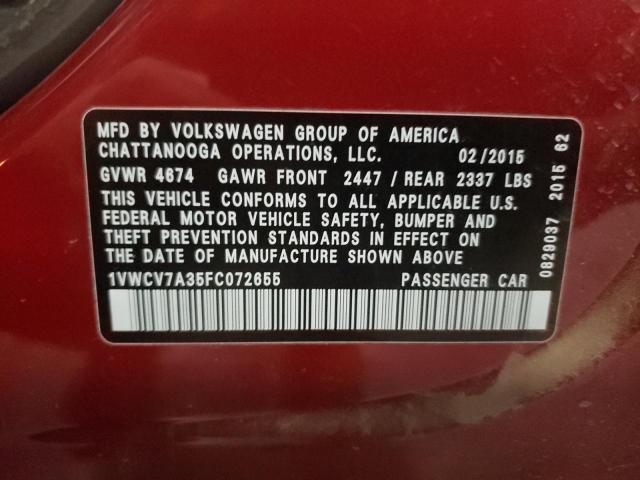 MFD BY VOLKSWAGEN GROUP OF AMERICA
CHATTANOOGA OPERATIONS, LLC. 02/2015
GVWR 4674 GAWR FRONT 2447 / REAR 2337 LBS
THIS VEHICLE CONFORMS TO ALL APPLICABLE U.S.
FEDERAL MOTOR VEHICLE SAFETY, BUMPER AND
THEFT PREVENTION STANDARDS IN EFFECT ON
THE DATE OF MANUFACTURE SHOWN ABOVE
1VWCV7A35FC072655 PASSENGER CAR
0829037 2015 62